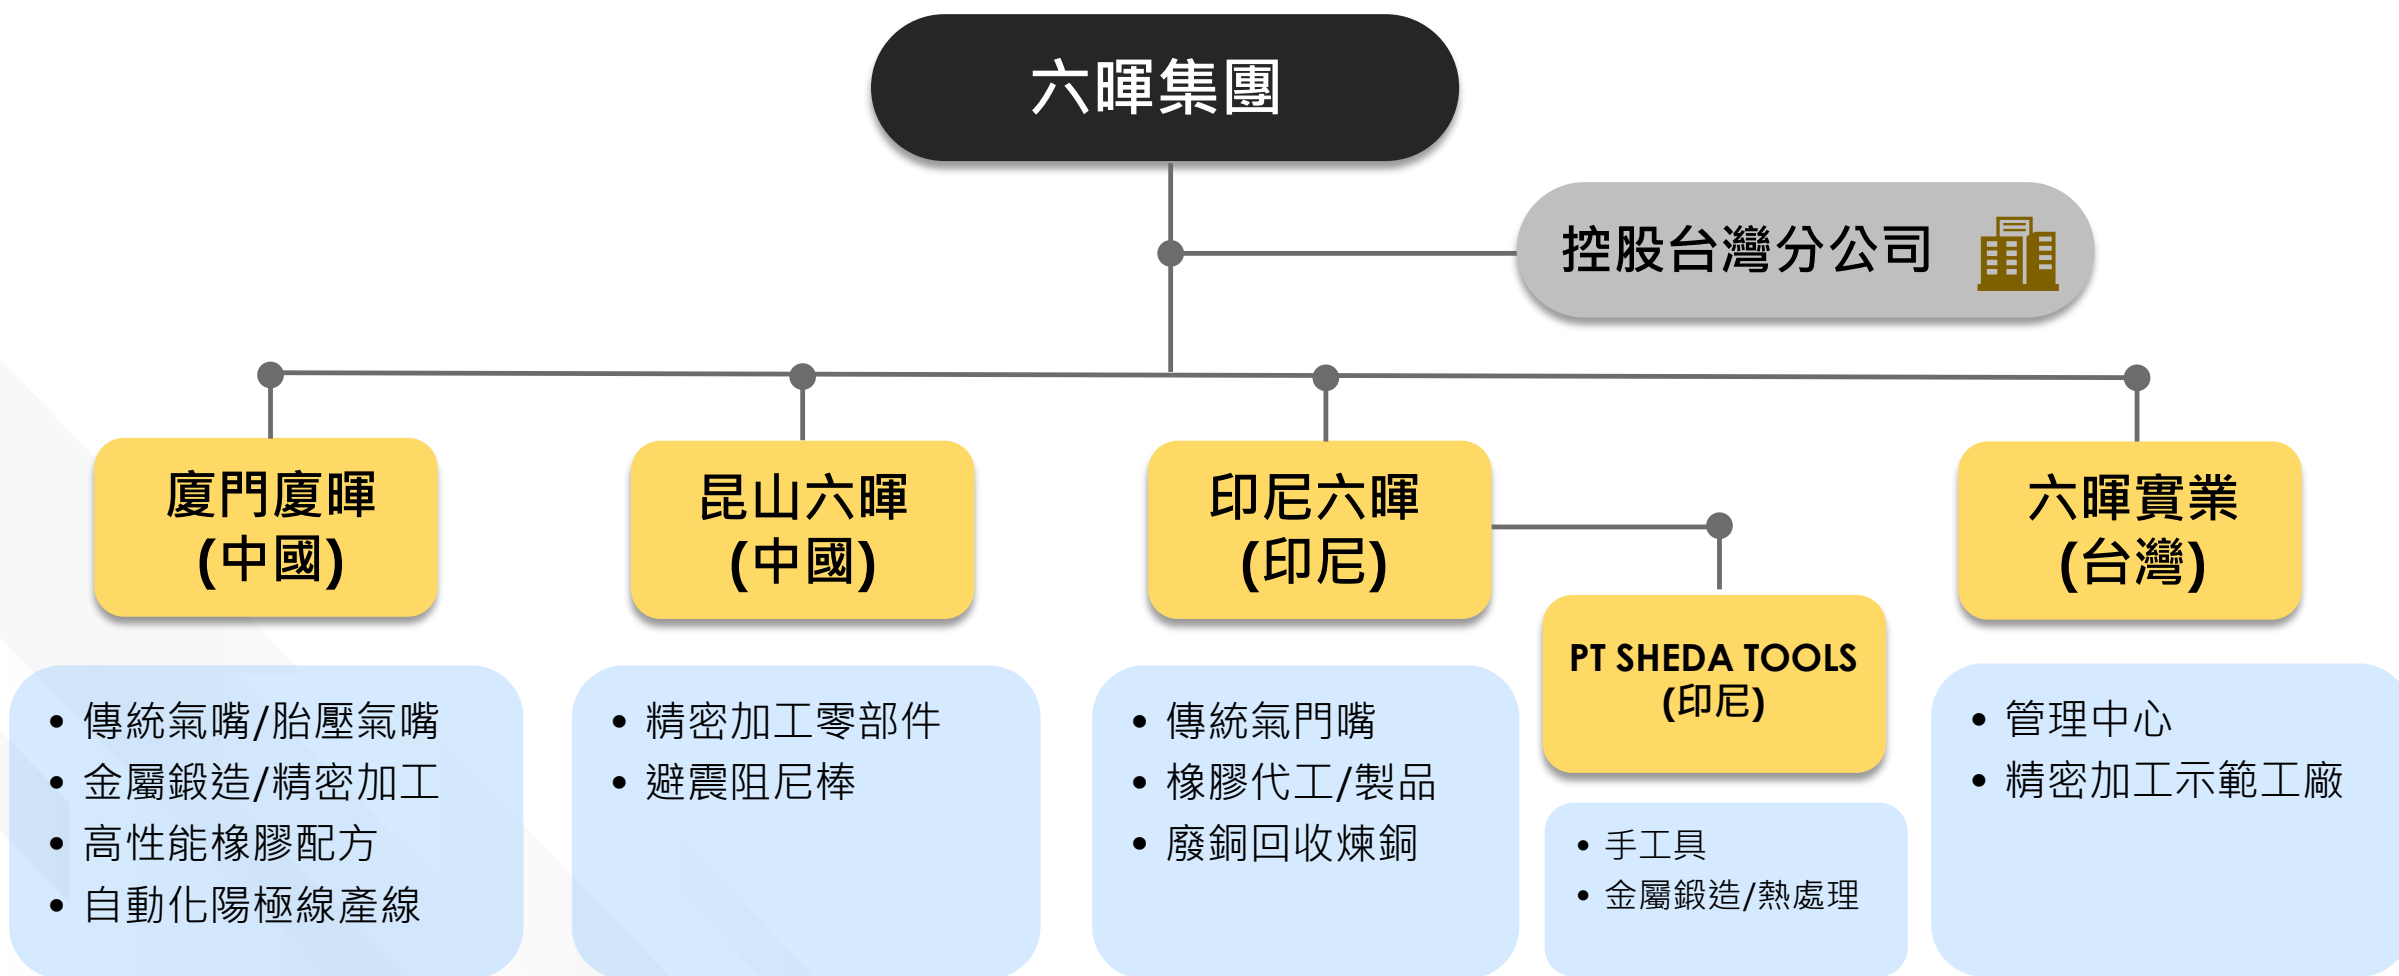 六暉集團
控股台灣分公司
廈門廈暉
(中國)
昆山六暉
(中國)
印尼六暉
(印尼)
六暉實業
(台灣)
PT SHEDA TOOLS
(印尼)
• 傳統氣嘴/胎壓氣嘴
• 金屬鍛造/精密加工
• 高性能橡膠配方
• 自動化陽極線產線
• 精密加工零部件
• 避震阻尼棒
• 傳統氣門嘴
• 橡膠代工/製品
• 廢銅回收煉銅
• 手工具
• 金屬鍛造/熱處理
• 管理中心
• 精密加工示範工廠